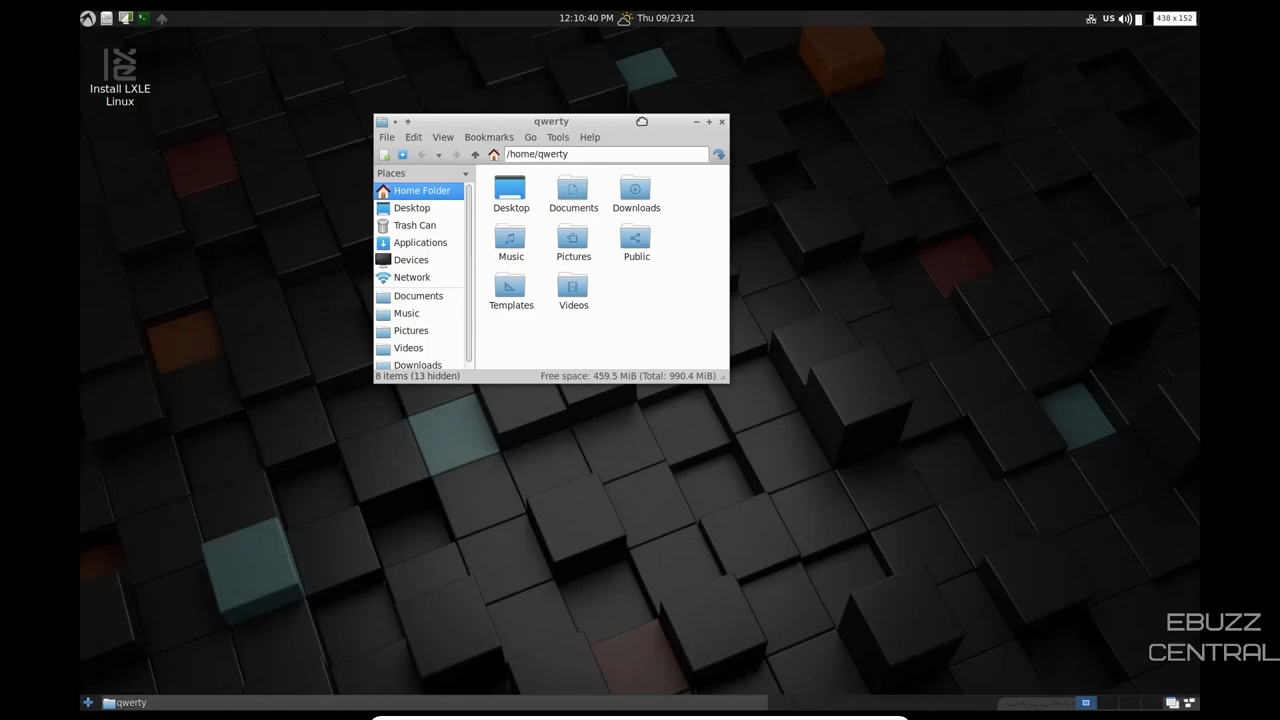 12:10:40 PM Thu 09/23/21
US
438 x 152
Install LXLE
Linux
qwerty
File Edit View Bookmarks Go Tools Help
/home/qwerty
Places
Home Folder
Desktop
Trash Can
Applications
Devices
Network
Documents
Music
Pictures
Videos
Downloads
Desktop Documents Downloads
Music Pictures Public
Templates Videos
8 items (13 hidden) Free space: 459.5 MiB (Total: 990.4 MiB)
EBUZZ
CENTRAL
qwerty